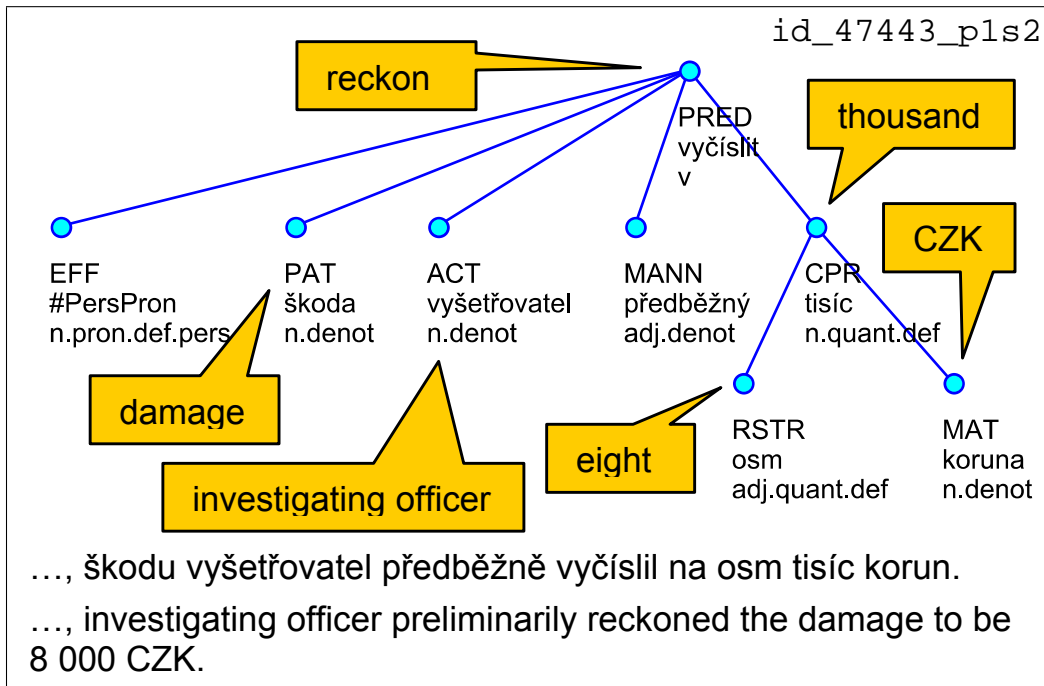 id_47443_p1s2
reckon
PRED
vyčíslit
v
thousand
CZK
EFF
#PersPron
n.pron.def.pers
PAT
škoda
n.denot
ACT
vyšetřovatel
n.denot
MANN
předběžný
adj.denot
CPR
tisíc
n.quant.def
damage
investigating officer
eight
RSTR
osm
adj.quant.def
MAT
koruna
n.denot
…, škodu vyšetřovatel předběžně vyčíslil na osm tisíc korun.
…, investigating officer preliminarily reckoned the damage to be
8 000 CZK.